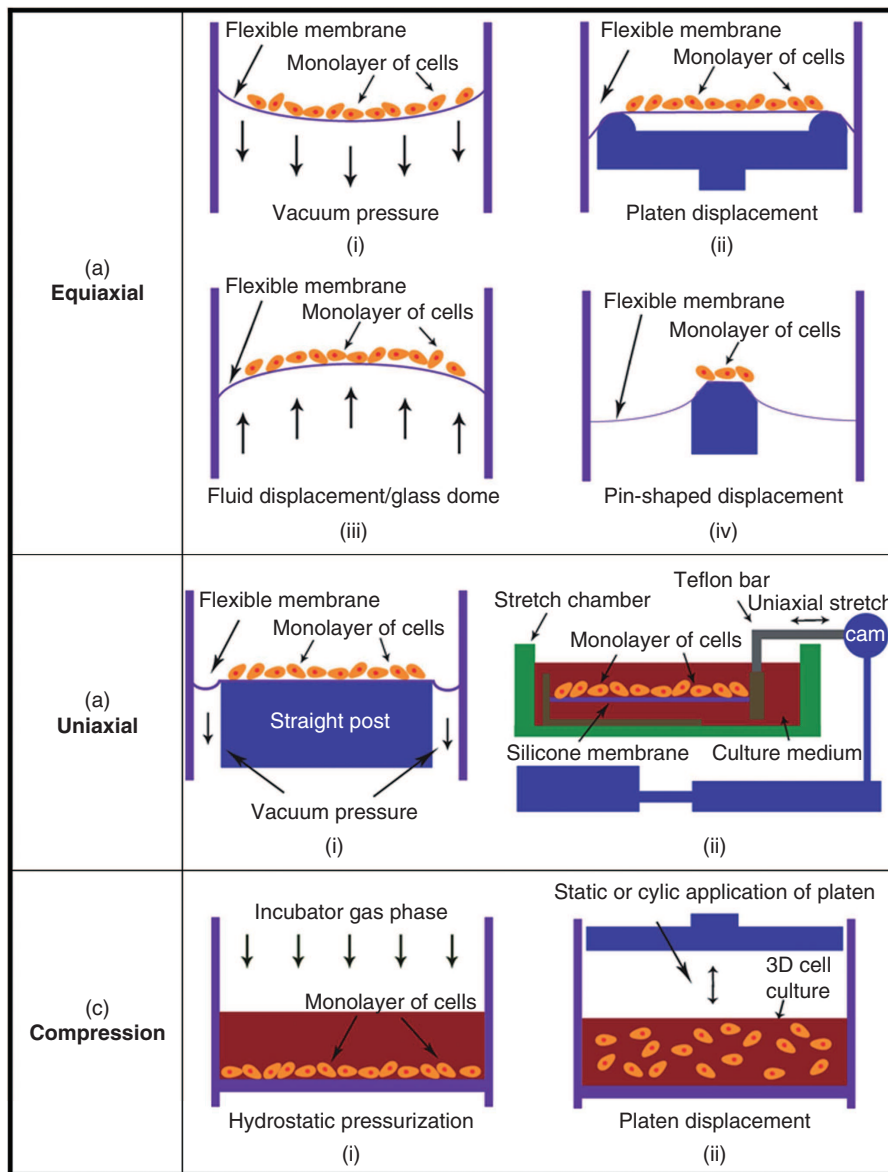 (a)
Equiaxial
Flexible membrane
Monolayer of cells
Vacuum pressure
(i)
Flexible membrane
Monolayer of cells
Platen displacement
(ii)
Flexible membrane
Monolayer of cells
Fluid displacement/glass dome
(iii)
Flexible membrane
Monolayer of cells
Pin-shaped displacement
(iv)
(a)
Uniaxial
Flexible membrane
Monolayer of cells
Straight post
Vacuum pressure
(i)
Teflon bar
Stretch chamber
Uniaxial stretch
cam
Monolayer of cells
Silicone membrane
Culture medium
(ii)
(c)
Compression
Incubator gas phase
Monolayer of cells
Hydrostatic pressurization
(i)
Static or cylic application of platen
3D cell
culture
Platen displacement
(ii)